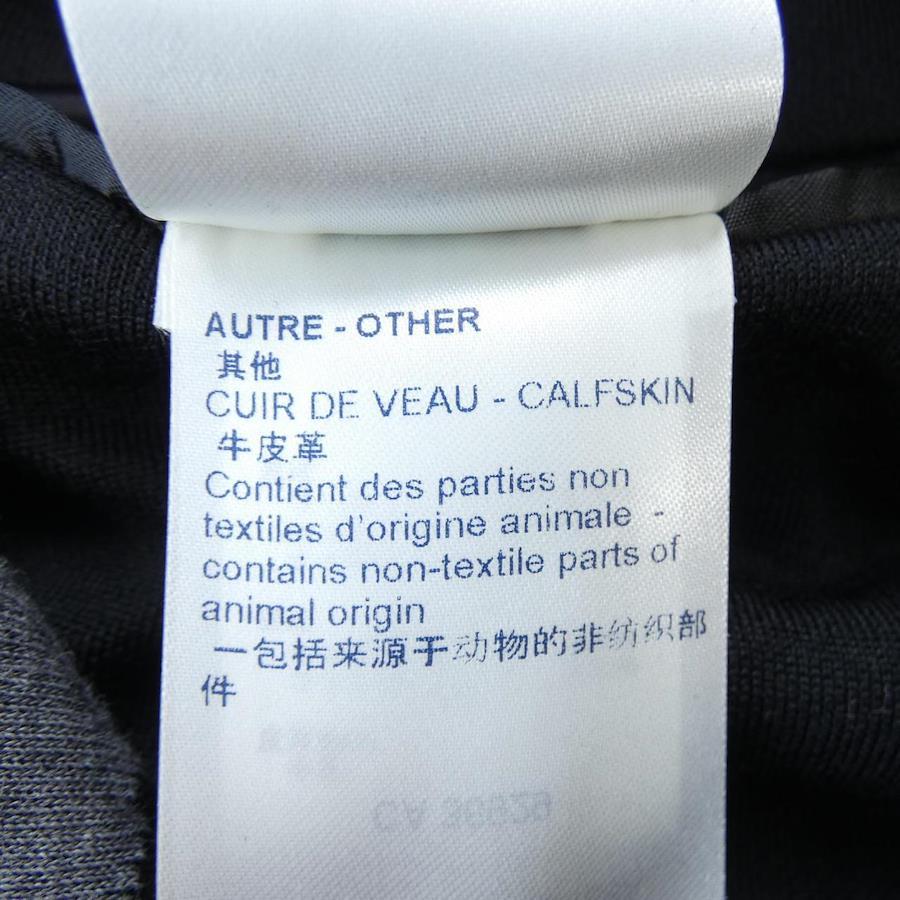 AUTRE - OTHER
其他
CUIR DE VEAU - CALFSKIN
牛皮革
Contient des parties non
textiles d'origine animale -
contains non-textile parts of
animal origin
一包括来源于动物的非纺织部
件